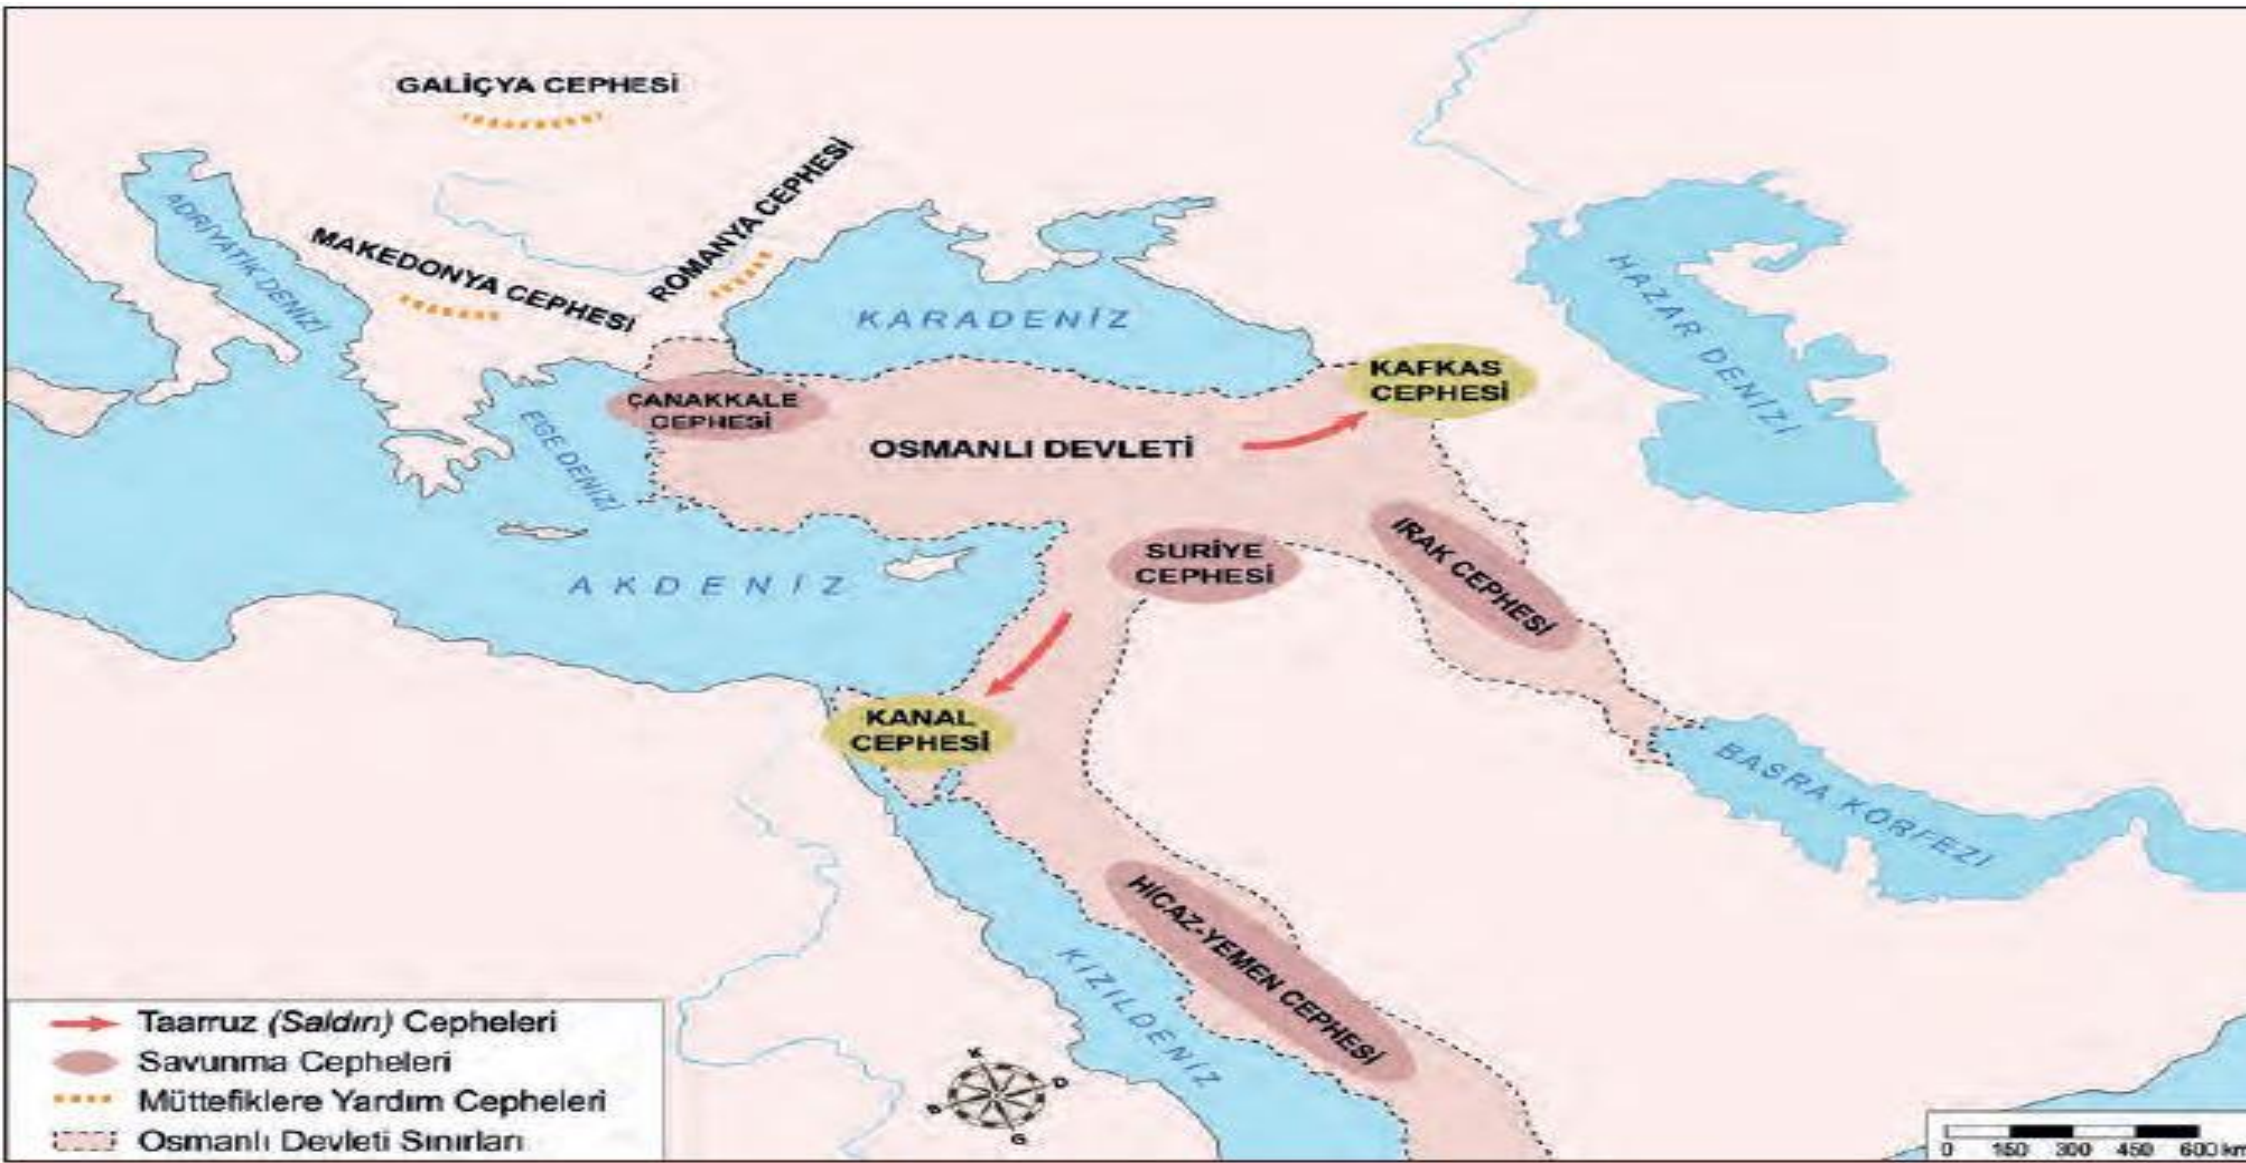 GALİÇYA CEPHESİ
ROMANYA CEPHESİ
MAKEDONYA CEPHESİ
ADRİYATİK DENİZİ
KARADENİZ
HAZAR DENİZİ
KAFKAS
CEPHESİ
ÇANAKKALE
CEPHESİ
EGE DENİZİ
OSMANLI DEVLETİ
SURİYE
CEPHESİ
IRAK CEPHESİ
AKDENİZ
KANAL
CEPHESİ
BASRA KÖRFEZİ
HİCAZ-YEMEN CEPHESİ
KIZILDENİZ
Taarruz (Saldırı) Cepheleri
Savunma Cepheleri
Müttefiklere Yardım Cepheleri
Osmanlı Devleti Sınırları
K
D
B
G
0 150 300 450 600 km